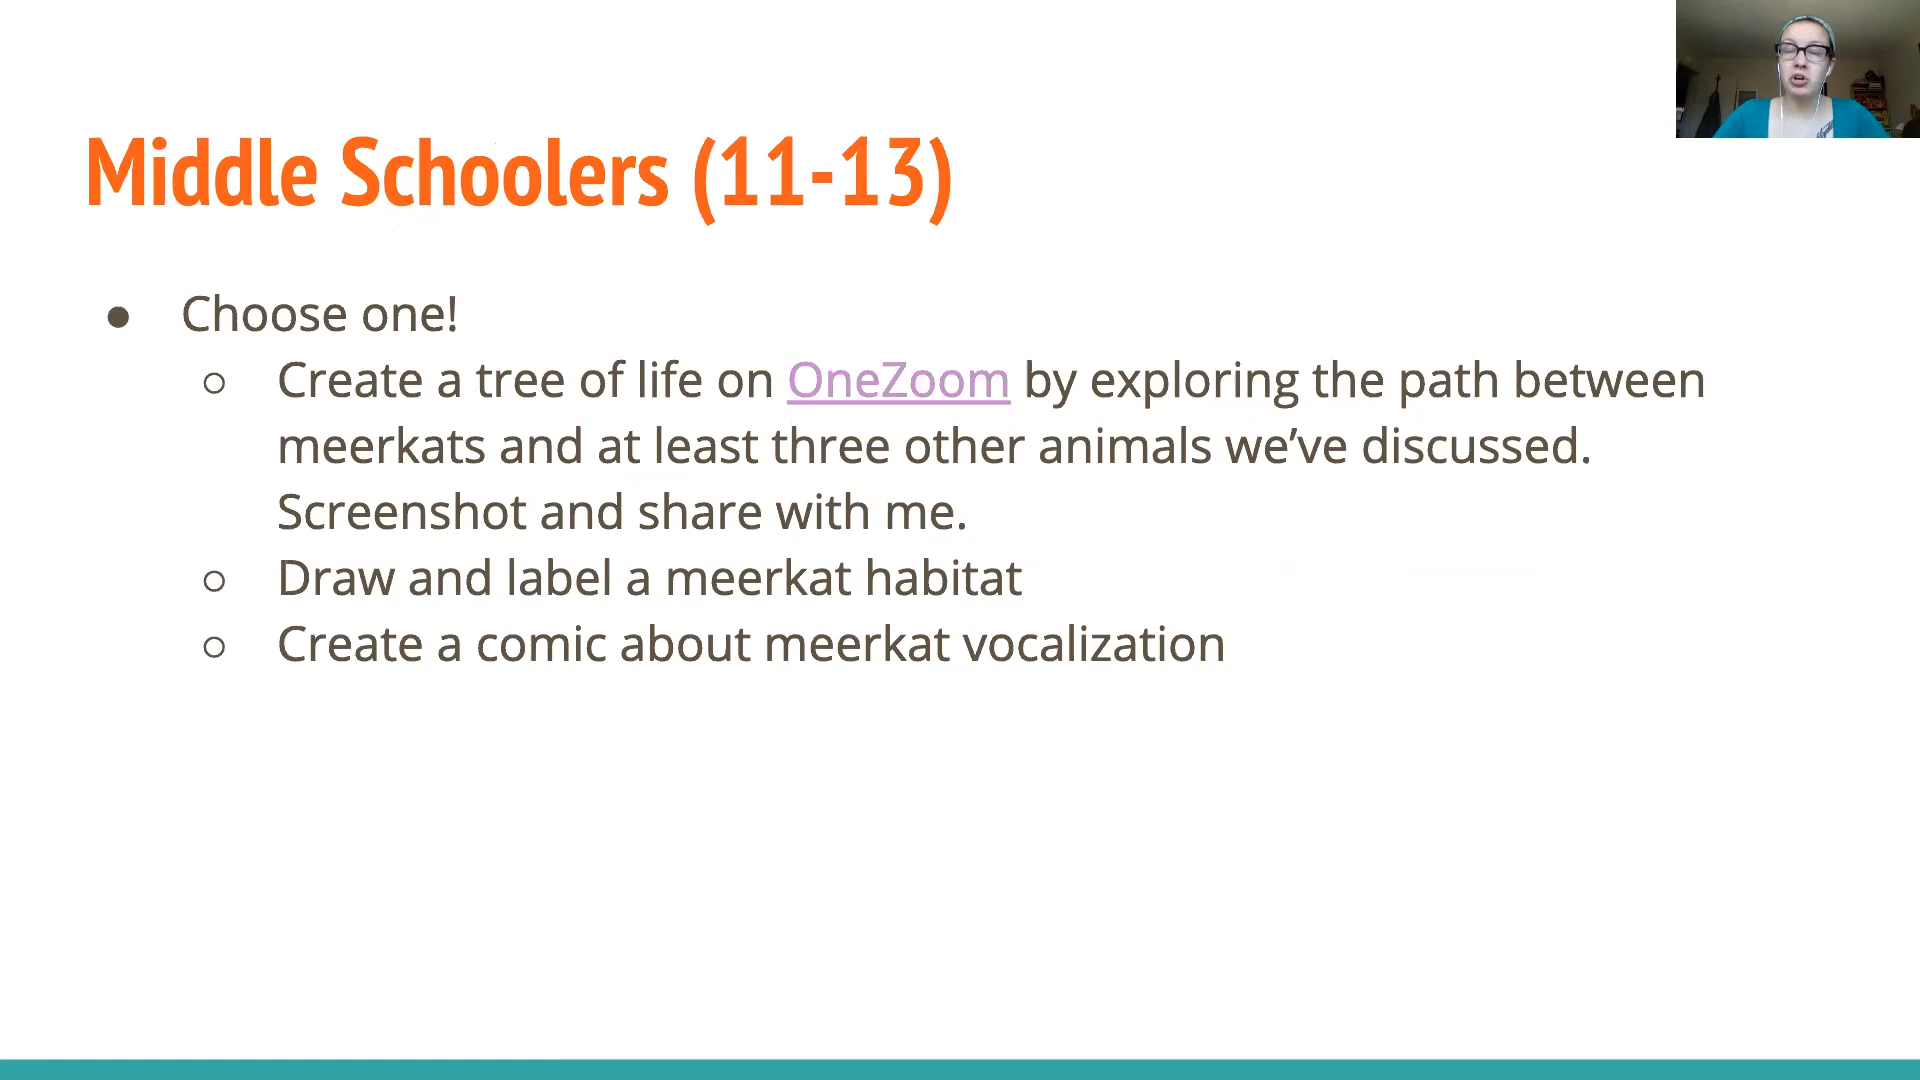 Middle Schoolers (11-13)
● Choose one!
○ Create a tree of life on OneZoom by exploring the path between
meerkats and at least three other animals we’ve discussed.
Screenshot and share with me.
○ Draw and label a meerkat habitat
○ Create a comic about meerkat vocalization